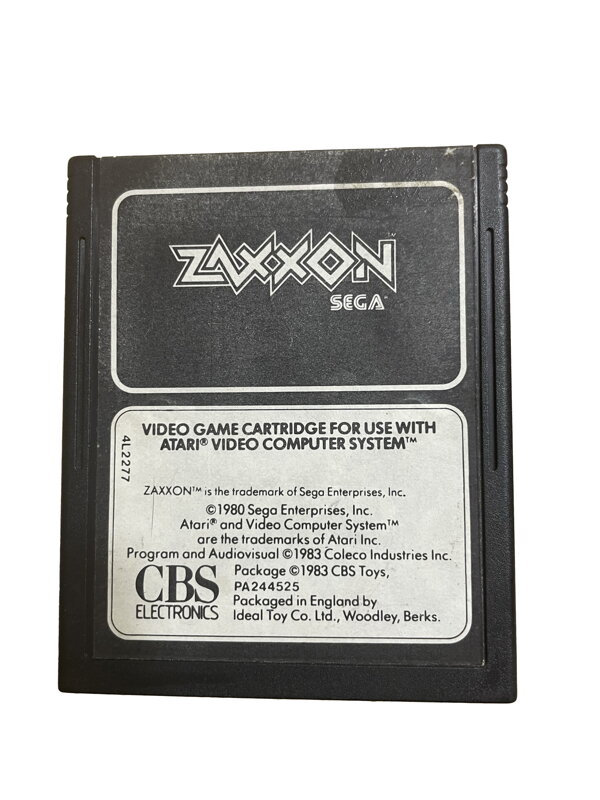 ZAXXON™
SEGA
VIDEO GAME CARTRIDGE FOR USE WITH
ATARI® VIDEO COMPUTER SYSTEM™
4L2277
ZAXXON™ is the trademark of Sega Enterprises, Inc.
©1980 Sega Enterprises, Inc.
Atari® and Video Computer System™
are the trademarks of Atari Inc.
Program and Audiovisual ©1983 Coleco Industries Inc.
CBS
ELECTRONICS
Package ©1983 CBS Toys,
PA244525
Packaged in England by
Ideal Toy Co. Ltd., Woodley, Berks.